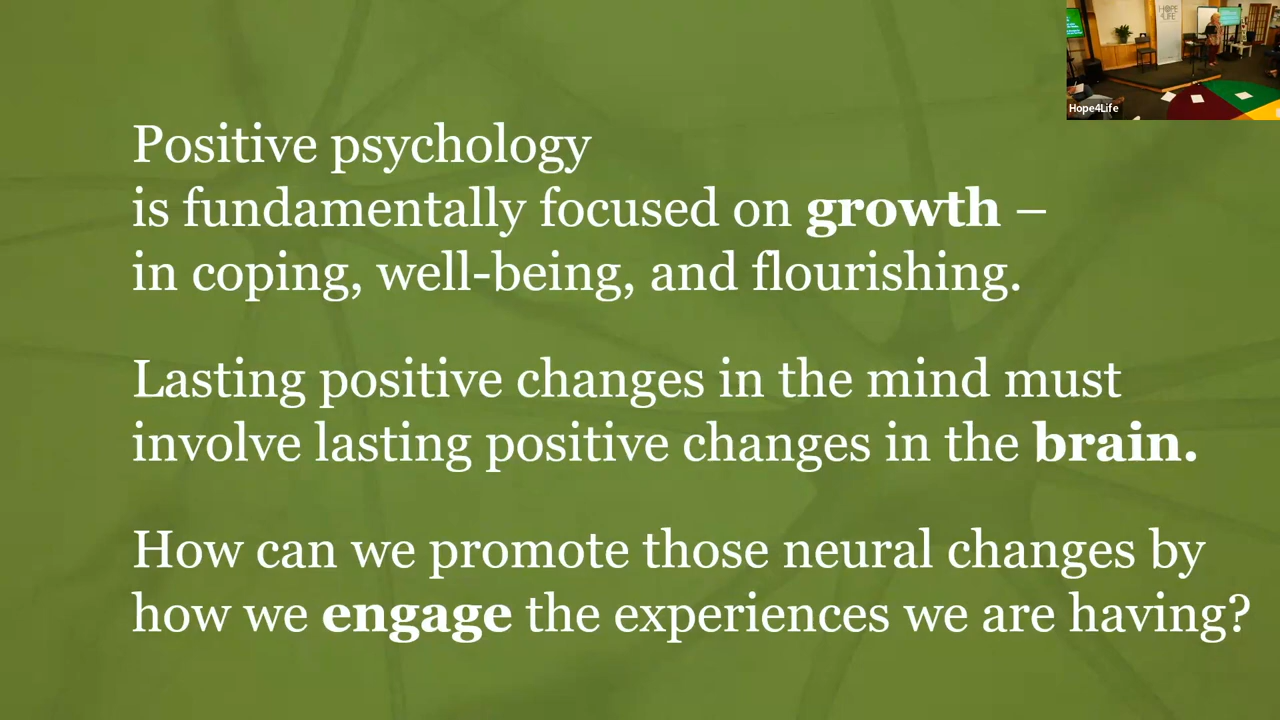 Positive psychology
is fundamentally focused on growth –
in coping, well-being, and flourishing.
Lasting positive changes in the mind must
involve lasting positive changes in the brain.
How can we promote those neural changes by
how we engage the experiences we are having?
HOPE
4LIFE
Hope4Life